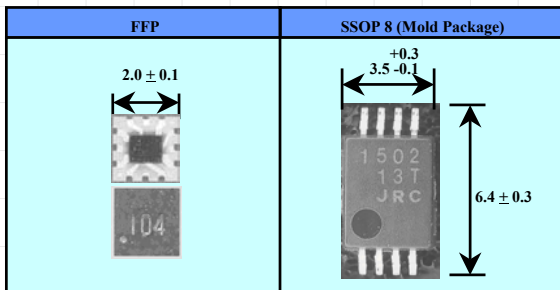 FFP
SSOP 8 (Mold Package)
2.0 ± 0.1
+0.3
3.5 -0.1
1502
13T
JRC
104
6.4 ± 0.3